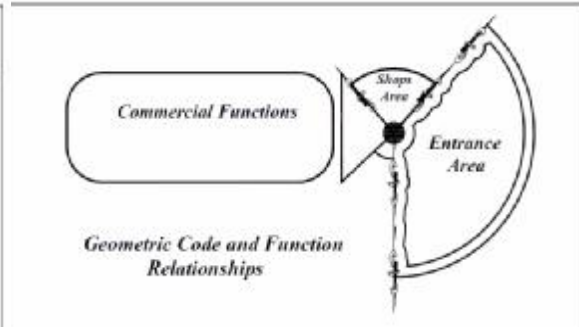 Commercial Functions
Shops
Area
Entrance
Area
Geometric Code and Function
Relationships